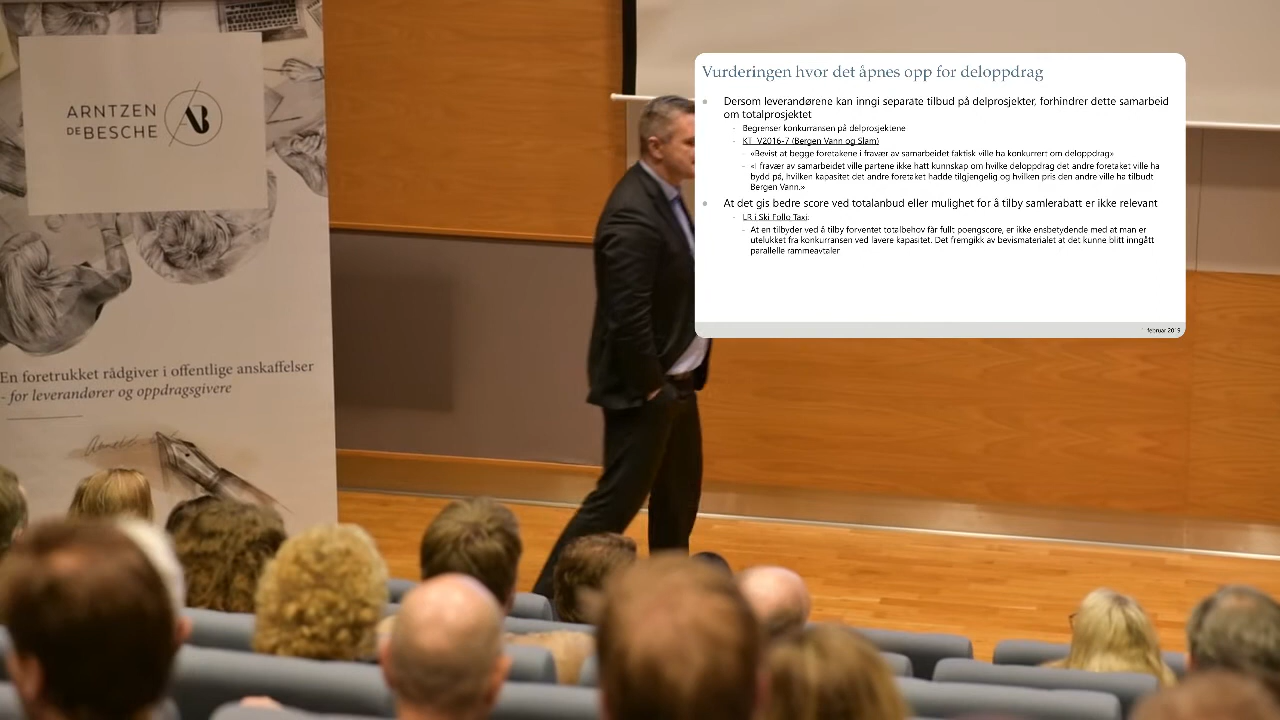 ARNTZEN
DE BESCHE
En foretrukket rådgiver i offentlige anskaffelser
- for leverandører og oppdragsgivere
Vurderingen hvor det åpnes opp for deloppdrag
Dersom leverandørene kan inngi separate tilbud på delprosjekter, forhindrer dette samarbeid
om totalprosjektet
- Begrenser konkurransen på delprosjektene
- KT V2016-7 (Bergen Vann og Slam)
- «Bevist at begge foretakene i fravær av samarbeidet faktisk ville ha konkurrert om deloppdrag»
- «I fravær av samarbeidet ville partene ikke hatt kunnskap om hvilke deloppdrag det andre foretaket ville ha
bydd på, hvilken kapasitet det andre foretaket hadde tilgjengelig og hvilken pris den andre ville ha tilbudt
Bergen Vann.»
At det gis bedre score ved totalanbud eller mulighet for å tilby samlerabatt er ikke relevant
- LR i Ski Follo Taxi:
- At en tilbyder ved å tilby forventet totalbehov får fullt poengscore, er ikke ensbetydende med at man er
utelukket fra konkurransen ved lavere kapasitet. Det fremgikk av bevismaterialet at det kunne blitt inngått
parallelle rammeavtaler
februar 2019